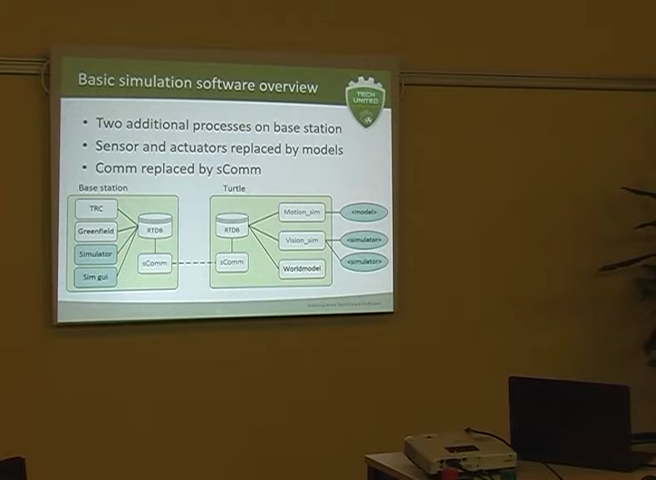 Basic simulation software overview
TECH
UNITED
• Two additional processes on base station
• Sensor and actuators replaced by models
• Comm replaced by sComm
Base station
Turtle
TRC
Greenfield
Simulator
Sim gui
RTDB
sComm
RTDB
sComm
Motion_sim
Vision_sim
Worldmodel
<model>
<simulator>
<simulator>